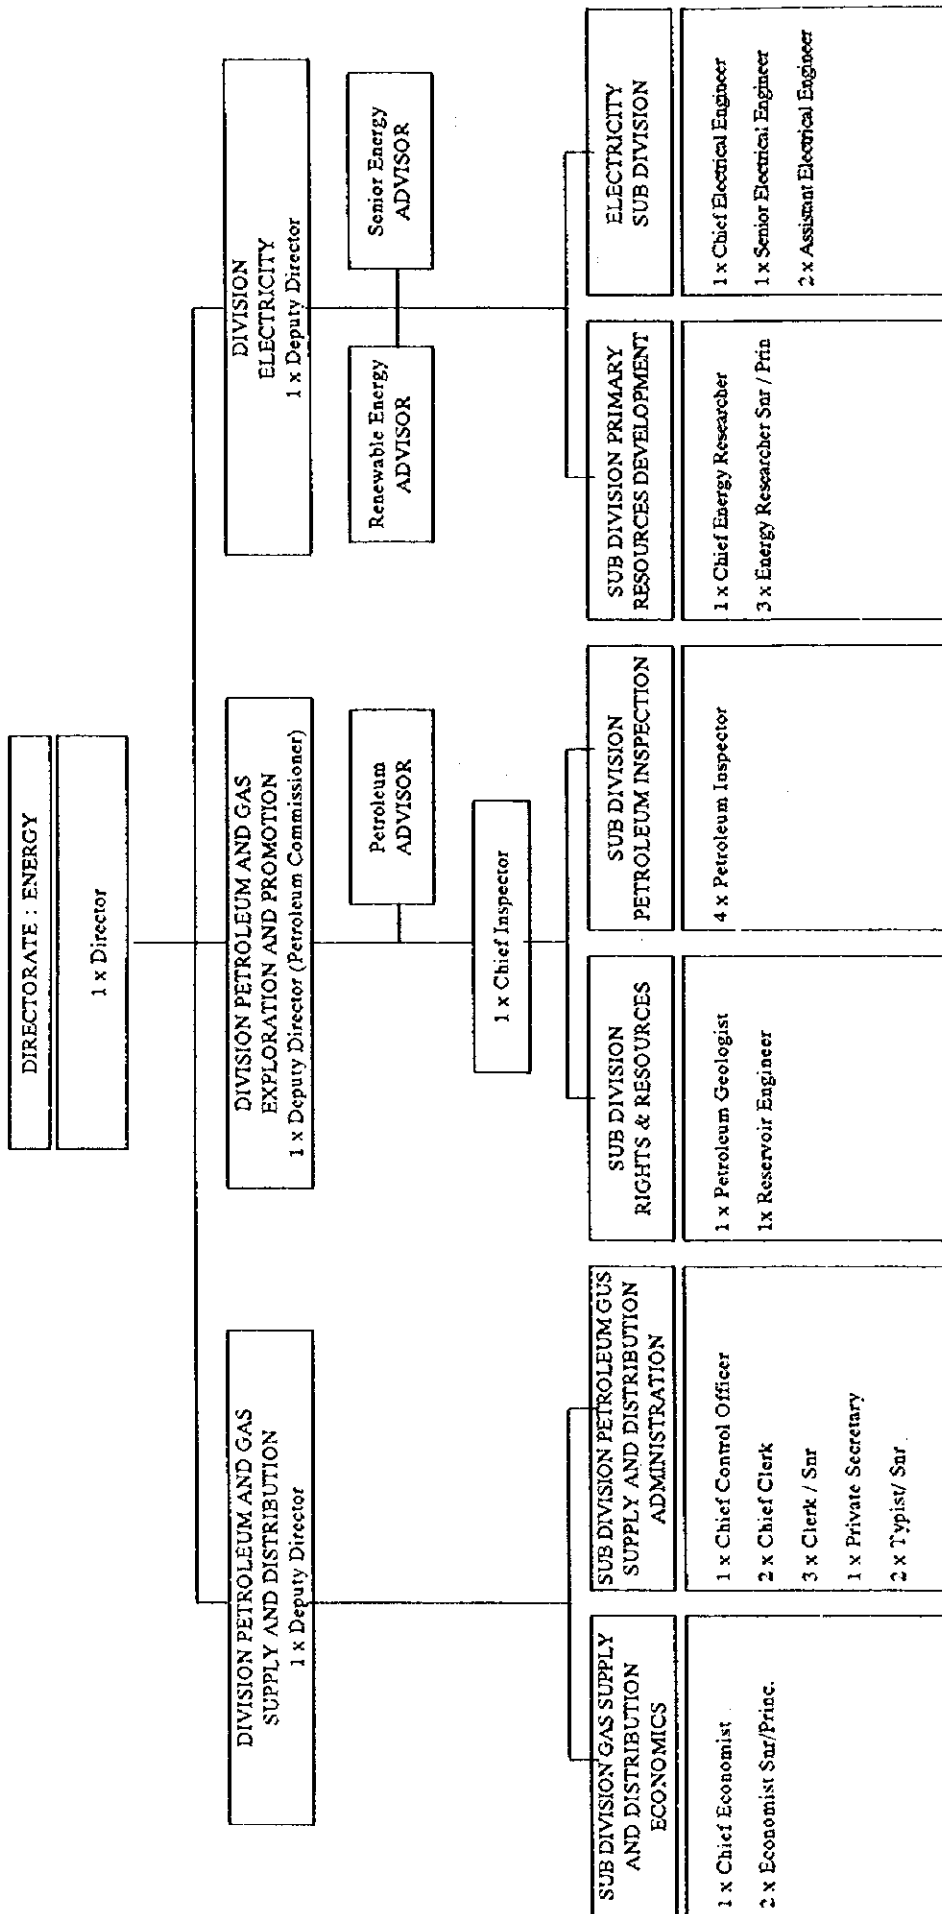 DIRECTORATE : ENERGY
1 x Director
DIVISION PETROLEUM AND GAS
SUPPLY AND DISTRIBUTION
1 x Deputy Director
DIVISION PETROLEUM AND GAS
EXPLORATION AND PROMOTION
1 x Deputy Director (Petroleum Commissioner)
DIVISION
ELECTRICITY
1 x Deputy Director
Petroleum
ADVISOR
Renewable Energy
ADVISOR
Senior Energy
ADVISOR
1 x Chief Inspector
SUB DIVISION GAS SUPPLY
AND DISTRIBUTION
ECONOMICS
1 x Chief Economist
2 x Economist Snr/Princ.
SUB DIVISION PETROLEUM GUS
SUPPLY AND DISTRIBUTION
ADMINISTRATION
1 x Chief Control Officer
2 x Chief Clerk
3 x Clerk / Snr
1 x Private Secretary
2 x Typist/ Snr
SUB DIVISION
RIGHTS & RESOURCES
1 x Petroleum Geologist
1x Reservoir Engineer
SUB DIVISION
PETROLEUM INSPECTION
4 x Petroleum Inspector
SUB DIVISION PRIMARY
RESOURCES DEVELOPMENT
1 x Chief Energy Researcher
3 x Energy Researcher Snr / Prin
ELECTRICITY
SUB DIVISION
1 x Chief Electrical Engineer
1 x Senior Electrical Engineer
2 x Assistant Electrical Engineer